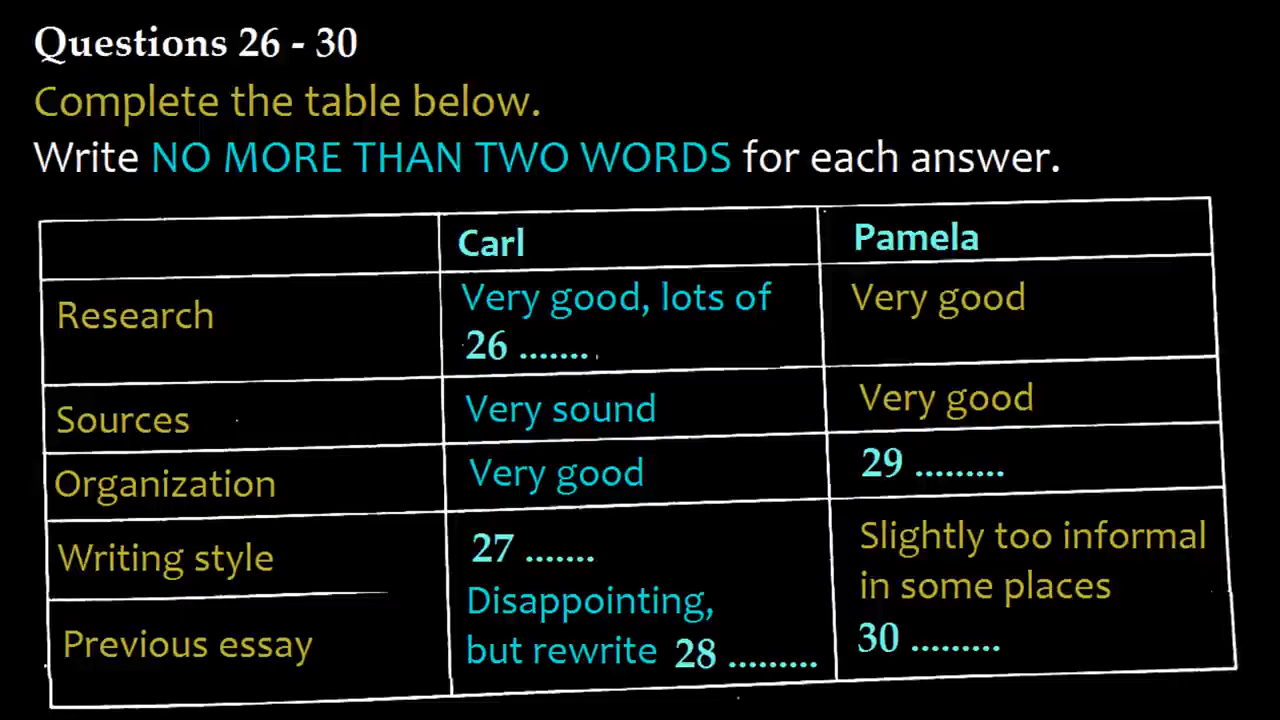 Questions 26 - 30
Complete the table below.
Write NO MORE THAN TWO WORDS for each answer.
Carl
Pamela
Research
Very good, lots of
26 .......
Very good
Sources
Very sound
Very good
Organization
Very good
29 .........
Writing style
27 .......
Slightly too informal
in some places
Previous essay
Disappointing,
but rewrite 28 .........
30 .........